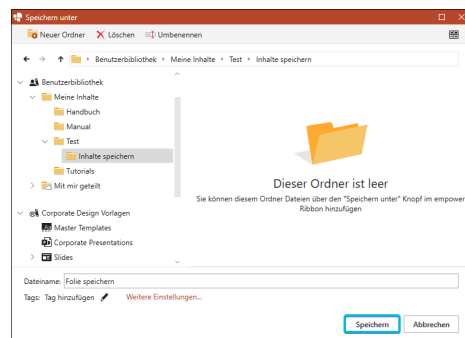 Speichern unter
Neuer Ordner Löschen Umbenennen
Benutzerbibliothek Meine Inhalte Test Inhalte speichern
Benutzerbibliothek
Meine Inhalte
Handbuch
Manual
Test
Inhalte speichern
Tutorials
Mit mir geteilt
Corporate Design Vorlagen
Master Templates
Corporate Presentations
Slides
Dieser Ordner ist leer
Sie können diesem Ordner Dateien über den "Speichern unter" Knopf im empower
Ribbon hinzufügen
Dateiname: Folie speichern
Tags: Tag hinzufügen Weitere Einstellungen...
Speichern Abbrechen